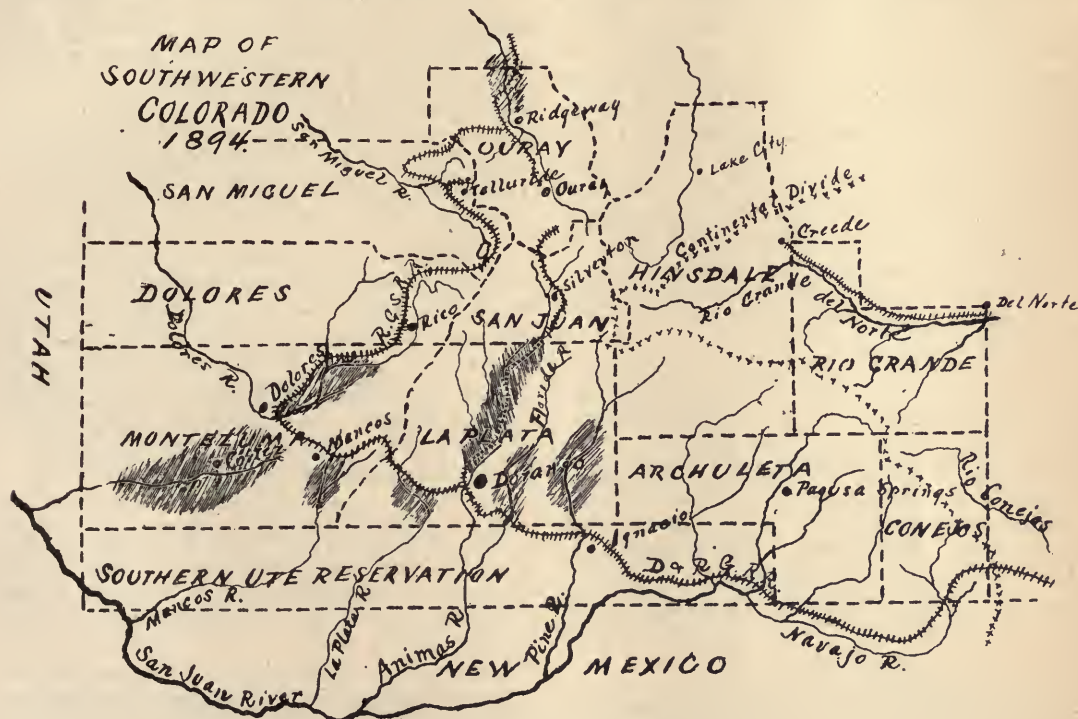 MAP OF
SOUTHWESTERN
COLORADO
1894.
Ridgeway
OURAY
San Miguel R.
Lake City
SAN MIGUEL
Telluride
Ouray
Continental Divide
Creede
UTAH
DOLORES
Dolores R.
R.G.S.
Rico
Silverton
SAN JUAN
HINSDALE
Rio Grande
del Norte
Del Norte
RIO GRANDE
Dolores
Florida R.
MONTEZUMA
Mancos
LA PLATA
Cortez
Durango
ARCHULETA
Pagusa Springs
Rio Conejas
Ignacio
CONEJOS
SOUTHERN UTE RESERVATION
D & R. G. R. R.
Mancos R.
La Plata R.
Animas R.
Pine R.
Navajo R.
San Juan River
NEW MEXICO